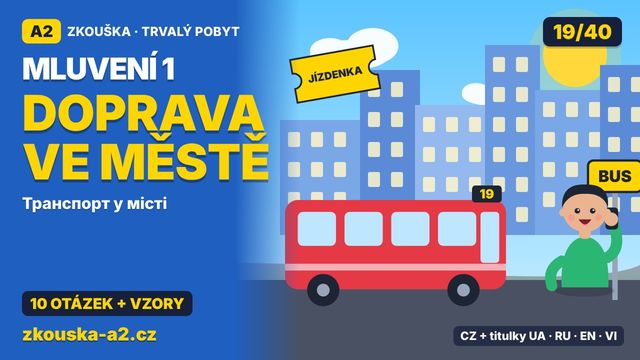 A2 ZKOUŠKA · TRVALÝ POBYT
19/40
MLUVENÍ 1
DOPRAVA
VE MĚSTĚ
Транспорт у місті
JÍZDENKA
BUS
19
10 OTÁZEK + VZORY
zkouska-a2.cz
CZ + titulky UA · RU · EN · VI